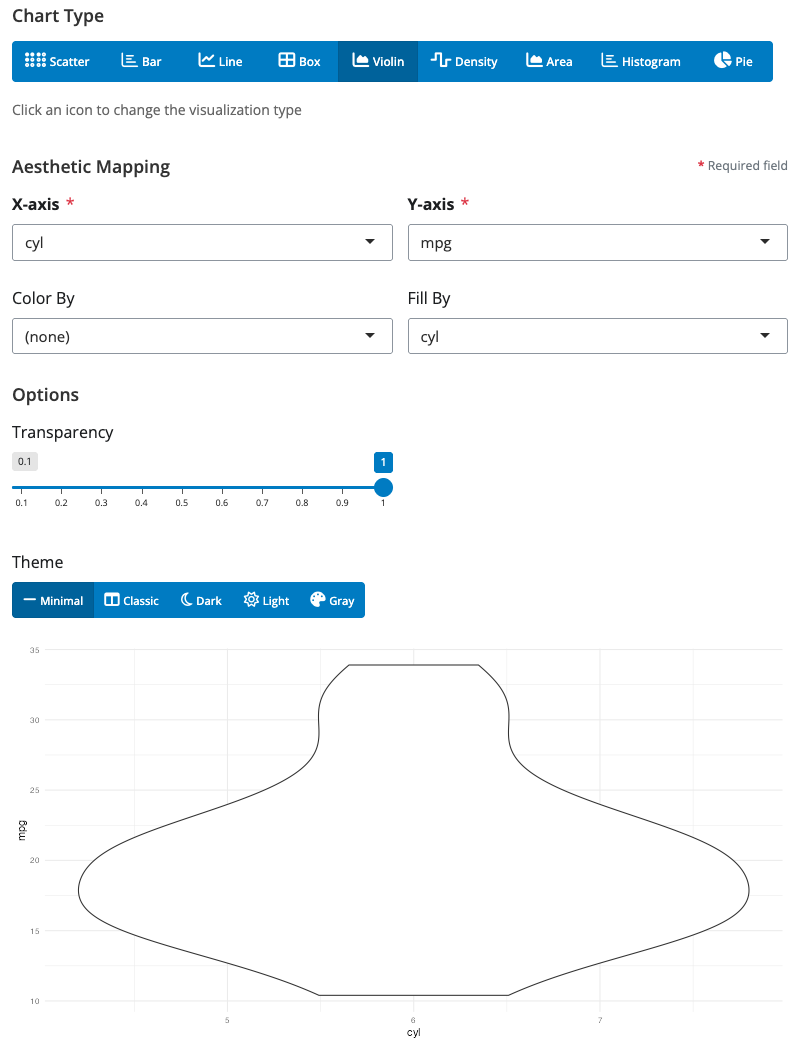 Chart Type
Scatter Bar Line Box Violin Density Area Histogram Pie
Click an icon to change the visualization type
Aesthetic Mapping * Required field
X-axis * Y-axis *
cyl mpg
Color By Fill By
(none) cyl
Options
Transparency
0.1 1
0.1 0.2 0.3 0.4 0.5 0.6 0.7 0.8 0.9 1
Theme
Minimal Classic Dark Light Gray
35
30
25
mpg
20
15
10
5 6 7
cyl